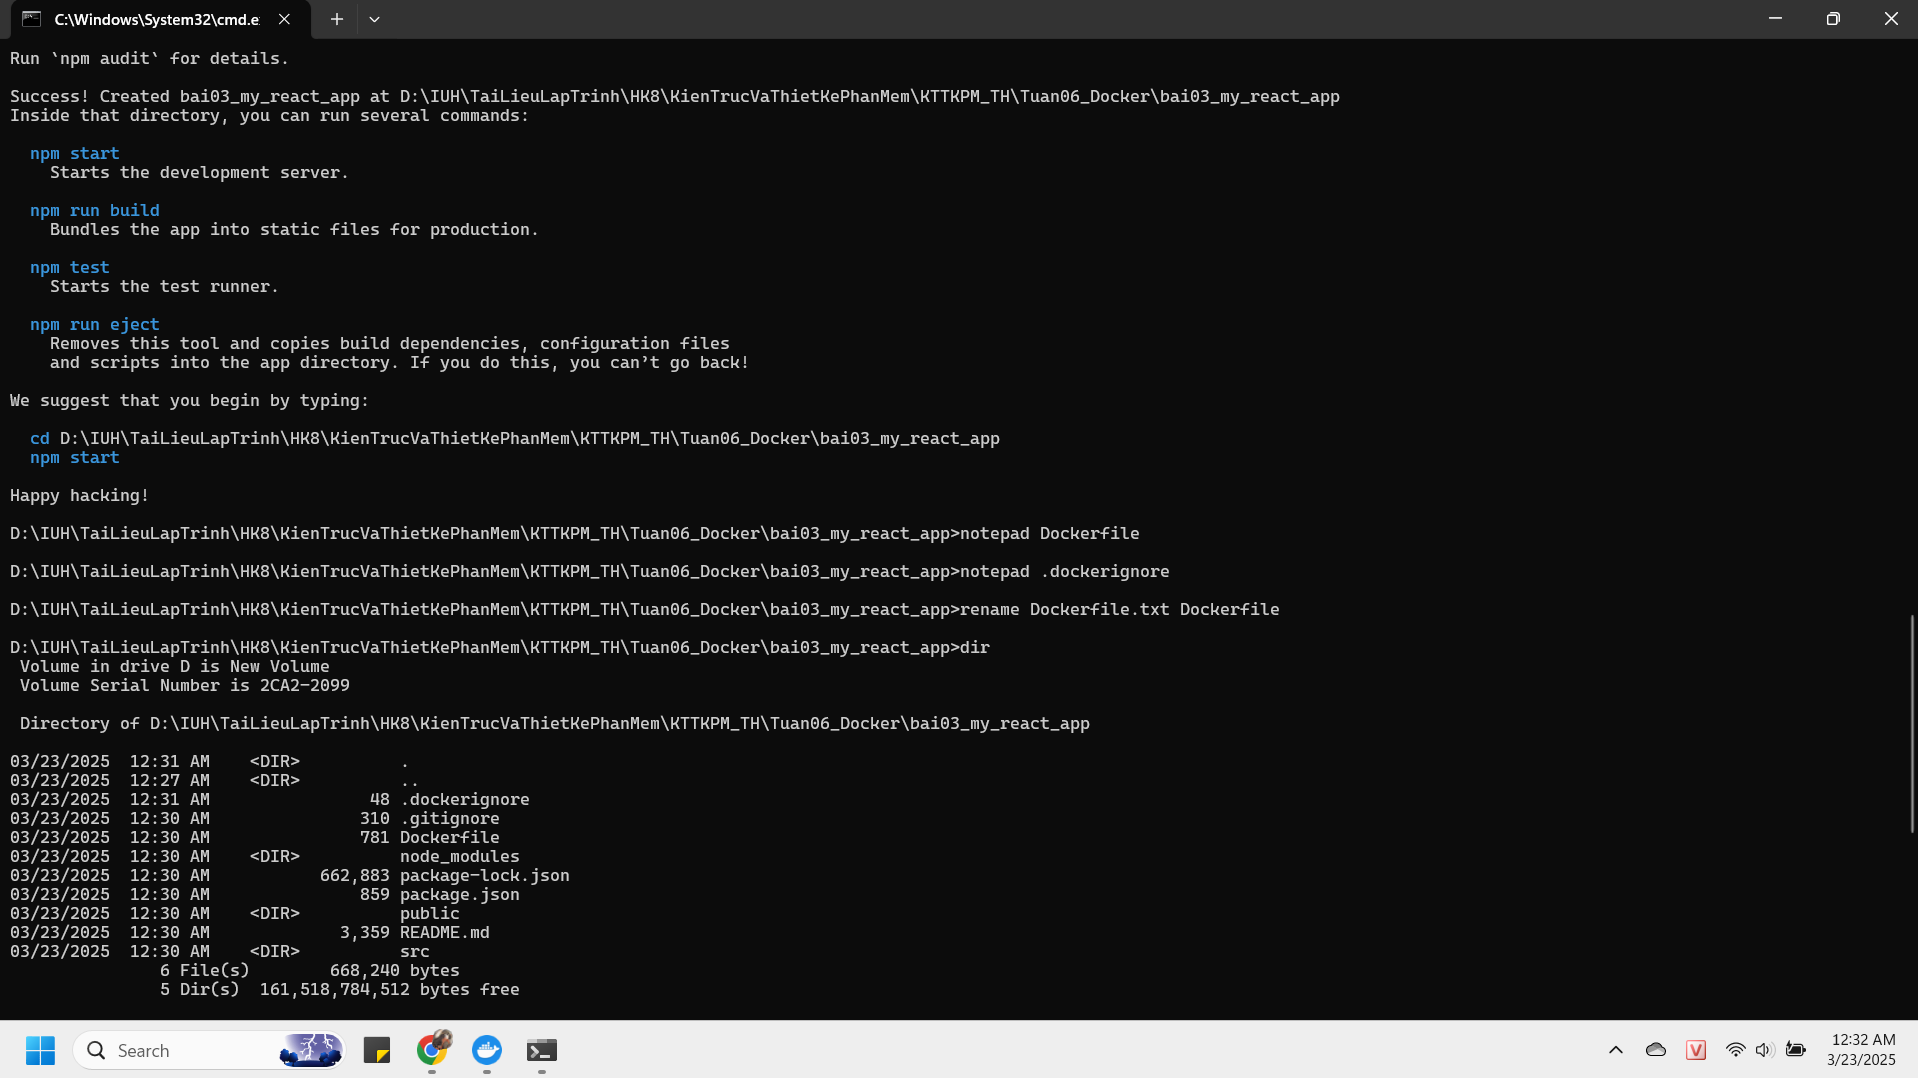 C:\Windows\System32\cmd.e
Run `npm audit` for details.
Success! Created bai03_my_react_app at D:\IUH\TaiLieuLapTrinh\HK8\KienTrucVaThietKePhanMem\KTTKPM_TH\Tuan06_Docker\bai03_my_react_app
Inside that directory, you can run several commands:
npm start
Starts the development server.
npm run build
Bundles the app into static files for production.
npm test
Starts the test runner.
npm run eject
Removes this tool and copies build dependencies, configuration files
and scripts into the app directory. If you do this, you can’t go back!
We suggest that you begin by typing:
cd D:\IUH\TaiLieuLapTrinh\HK8\KienTrucVaThietKePhanMem\KTTKPM_TH\Tuan06_Docker\bai03_my_react_app
npm start
Happy hacking!
D:\IUH\TaiLieuLapTrinh\HK8\KienTrucVaThietKePhanMem\KTTKPM_TH\Tuan06_Docker\bai03_my_react_app>notepad Dockerfile
D:\IUH\TaiLieuLapTrinh\HK8\KienTrucVaThietKePhanMem\KTTKPM_TH\Tuan06_Docker\bai03_my_react_app>notepad .dockerignore
D:\IUH\TaiLieuLapTrinh\HK8\KienTrucVaThietKePhanMem\KTTKPM_TH\Tuan06_Docker\bai03_my_react_app>rename Dockerfile.txt Dockerfile
D:\IUH\TaiLieuLapTrinh\HK8\KienTrucVaThietKePhanMem\KTTKPM_TH\Tuan06_Docker\bai03_my_react_app>dir
Volume in drive D is New Volume
Volume Serial Number is 2CA2-2099
Directory of D:\IUH\TaiLieuLapTrinh\HK8\KienTrucVaThietKePhanMem\KTTKPM_TH\Tuan06_Docker\bai03_my_react_app
03/23/2025  12:31 AM    <DIR>          .
03/23/2025  12:27 AM    <DIR>          ..
03/23/2025  12:31 AM                48 .dockerignore
03/23/2025  12:30 AM               310 .gitignore
03/23/2025  12:30 AM               781 Dockerfile
03/23/2025  12:30 AM    <DIR>          node_modules
03/23/2025  12:30 AM           662,883 package-lock.json
03/23/2025  12:30 AM               859 package.json
03/23/2025  12:30 AM    <DIR>          public
03/23/2025  12:30 AM             3,359 README.md
03/23/2025  12:30 AM    <DIR>          src
6 File(s)        668,240 bytes
5 Dir(s)  161,518,784,512 bytes free
Search
V
12:32 AM
3/23/2025